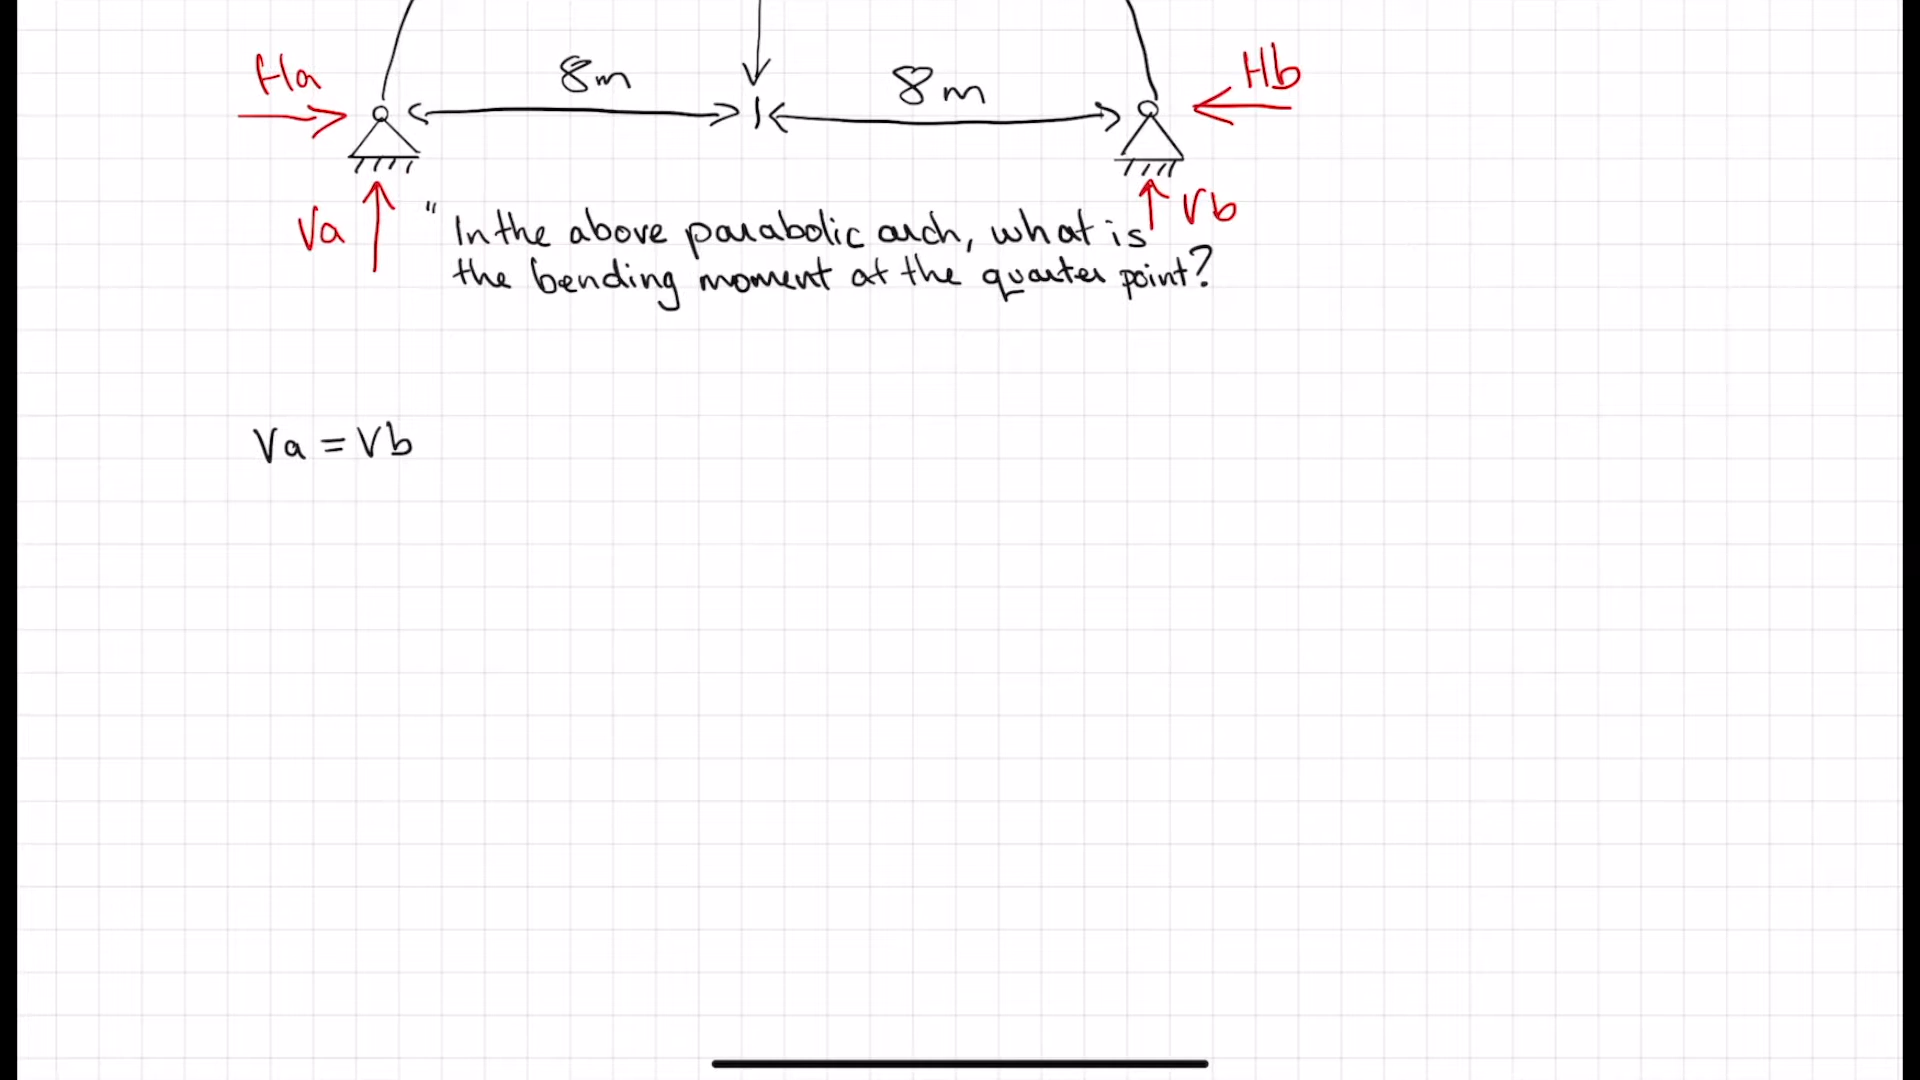 Ha
8m
8m
Hb
Va
Vb
"In the above parabolic arch, what is
the bending moment at the quarter point?
Va = Vb